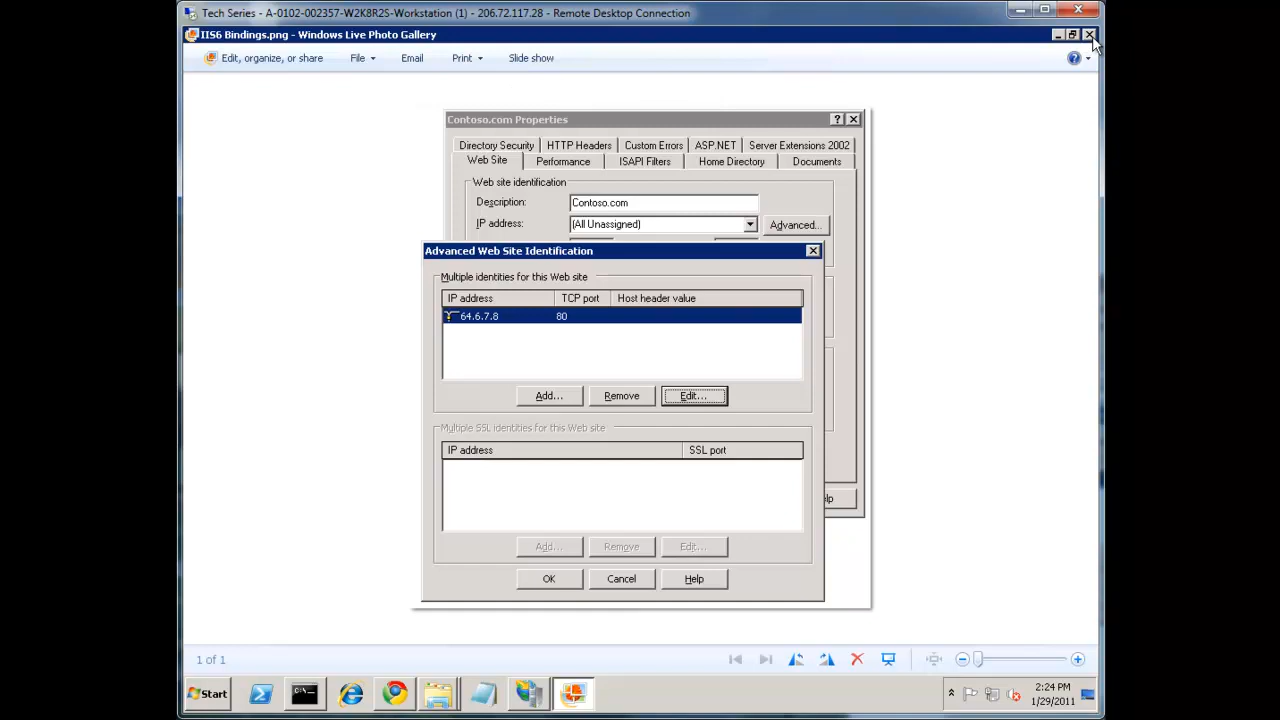 Tech Series - A-0102-002357-W2K8R2S-Workstation (1) - 206.72.117.28 - Remote Desktop Connection
IIS6 Bindings.png - Windows Live Photo Gallery
Edit, organize, or share File Email Print Slide show
Contoso.com Properties
Directory Security HTTP Headers Custom Errors ASP.NET Server Extensions 2002
Web Site Performance ISAPI Filters Home Directory Documents
Web site identification
Description: Contoso.com
IP address: (All Unassigned) Advanced...
Advanced Web Site Identification
Multiple identities for this Web site
IP address TCP port Host header value
64.6.7.8 80
Add... Remove Edit...
Multiple SSL identities for this Web site
IP address SSL port
lp
Add... Remove Edit...
OK Cancel Help
1 of 1
Start 2:24 PM
1/29/2011